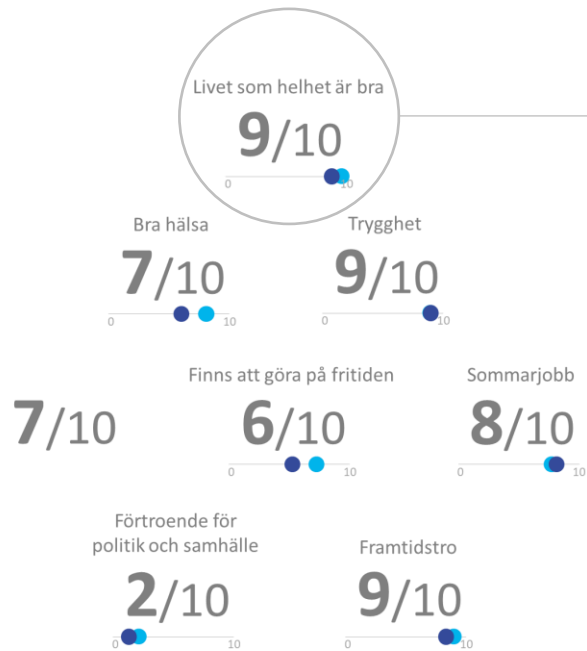 Livet som helhet är bra
9/10
0 10
Bra hälsa
7/10
0 10
Trygghet
9/10
0 10
7/10
Finns att göra på fritiden
6/10
0 10
Sommarjobb
8/10
0 10
Förtroende för
politik och samhälle
2/10
0 10
Framtidstro
9/10
0 10